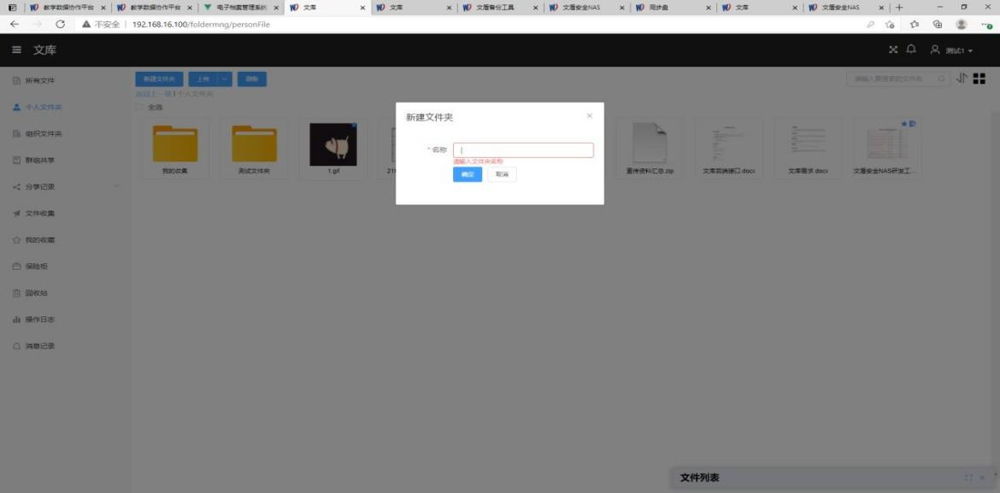 数字数据协作平台
数字数据协作平台
电子档案管理系统
文库
文库
文盾备份工具
文盾安全NAS
同步盘
文库
文盾安全NAS
不安全
192.168.16.100/foldermng/personFile
文库
测试1
所有文件
个人文件夹
组织文件夹
群组共享
分享记录
文件收集
我的收藏
保险柜
回收站
操作日志
消息记录
新建文件夹
上传
刷新
返回上一级 | 个人文件夹
全选
请输入要搜索的文件名
我的收集
测试文件夹
1.gif
宣传资料汇总.zip
文库前端接口.docx
文库需求.docx
文盾安全NAS研发工...
新建文件夹
* 名称
请输入文件夹名称
确定
取消
文件列表